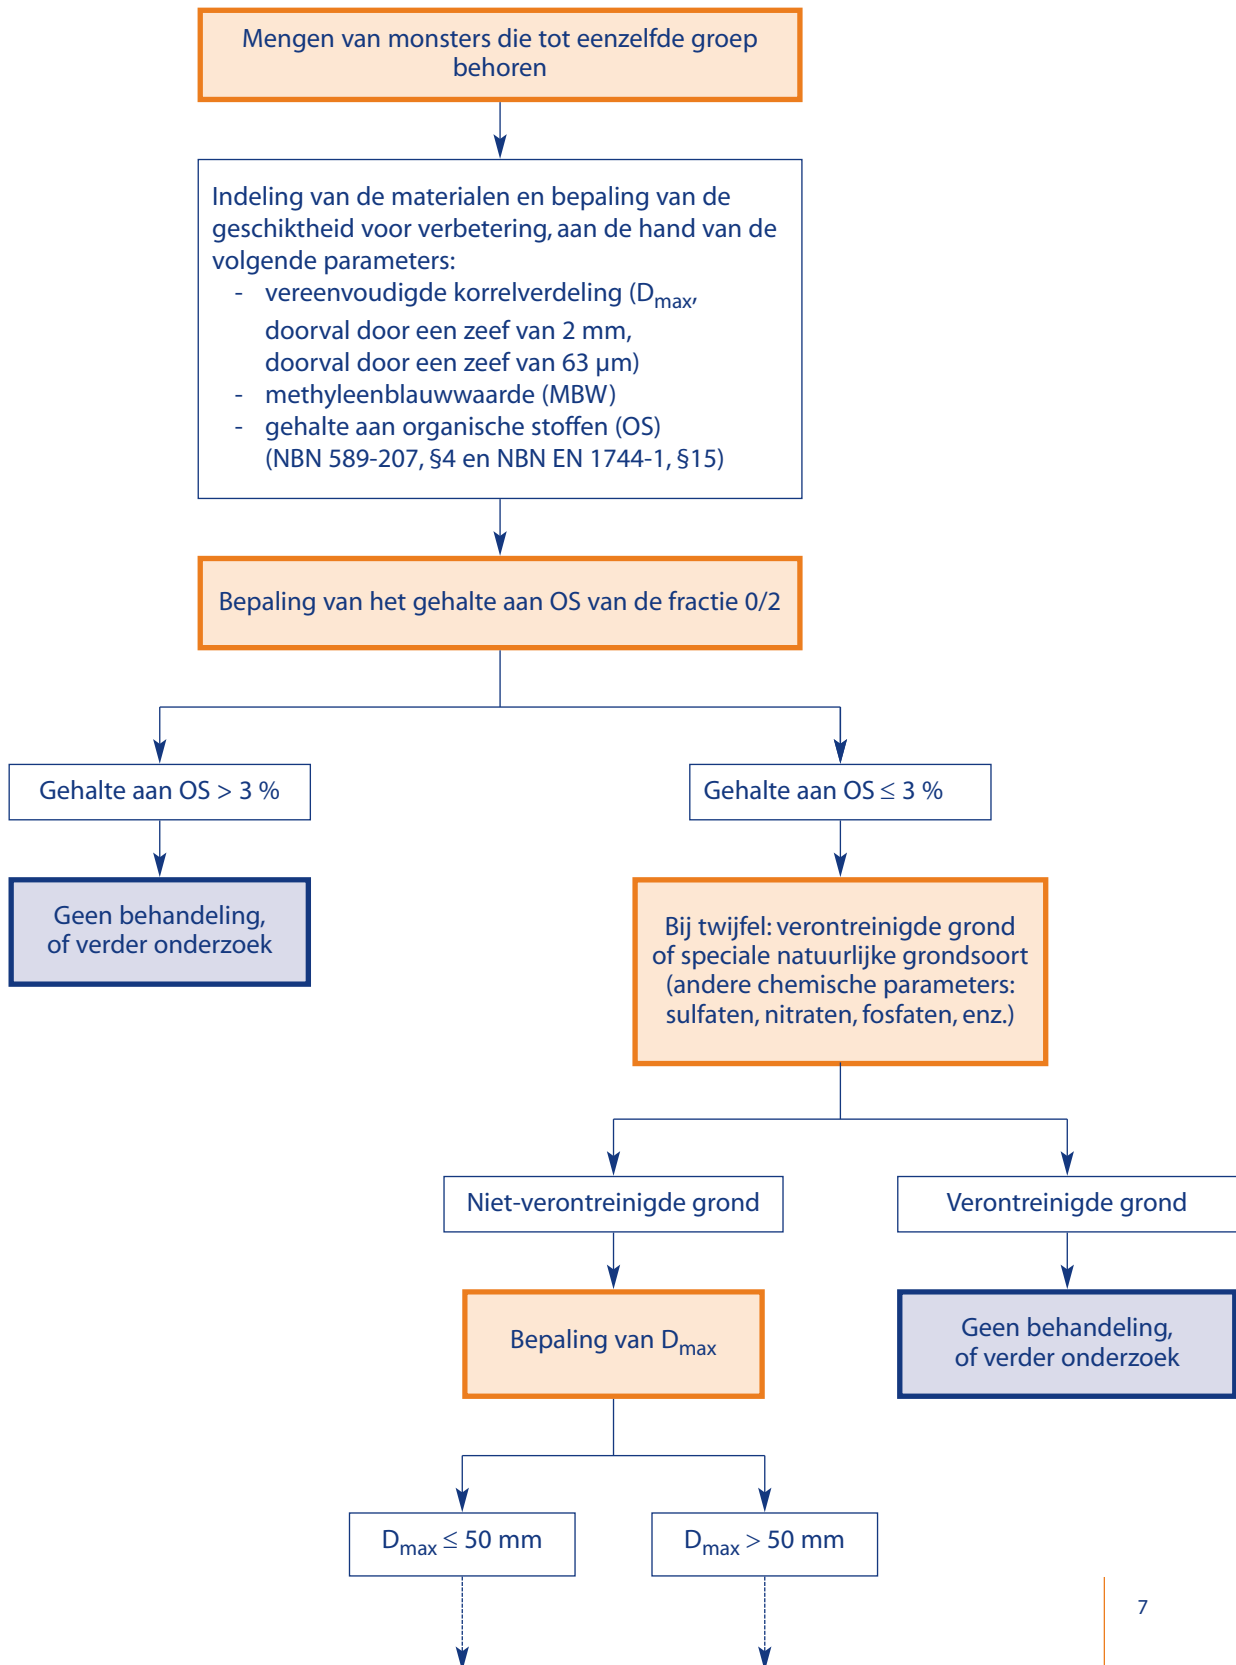 Mengen van monsters die tot eenzelfde groep
behoren
Indeling van de materialen en bepaling van de
geschiktheid voor verbetering, aan de hand van de
volgende parameters:
- vereenvoudigde korrelverdeling (Dmax,
doorval door een zeef van 2 mm,
doorval door een zeef van 63 µm)
- methyleenblauwwaarde (MBW)
- gehalte aan organische stoffen (OS)
(NBN 589-207, §4 en NBN EN 1744-1, §15)
Bepaling van het gehalte aan OS van de fractie 0/2
Gehalte aan OS > 3 %
Gehalte aan OS ≤ 3 %
Geen behandeling,
of verder onderzoek
Bij twijfel: verontreinigde grond
of speciale natuurlijke grondsoort
(andere chemische parameters:
sulfaten, nitraten, fosfaten, enz.)
Niet-verontreinigde grond
Verontreinigde grond
Bepaling van Dmax
Geen behandeling,
of verder onderzoek
Dmax ≤ 50 mm
Dmax > 50 mm
7